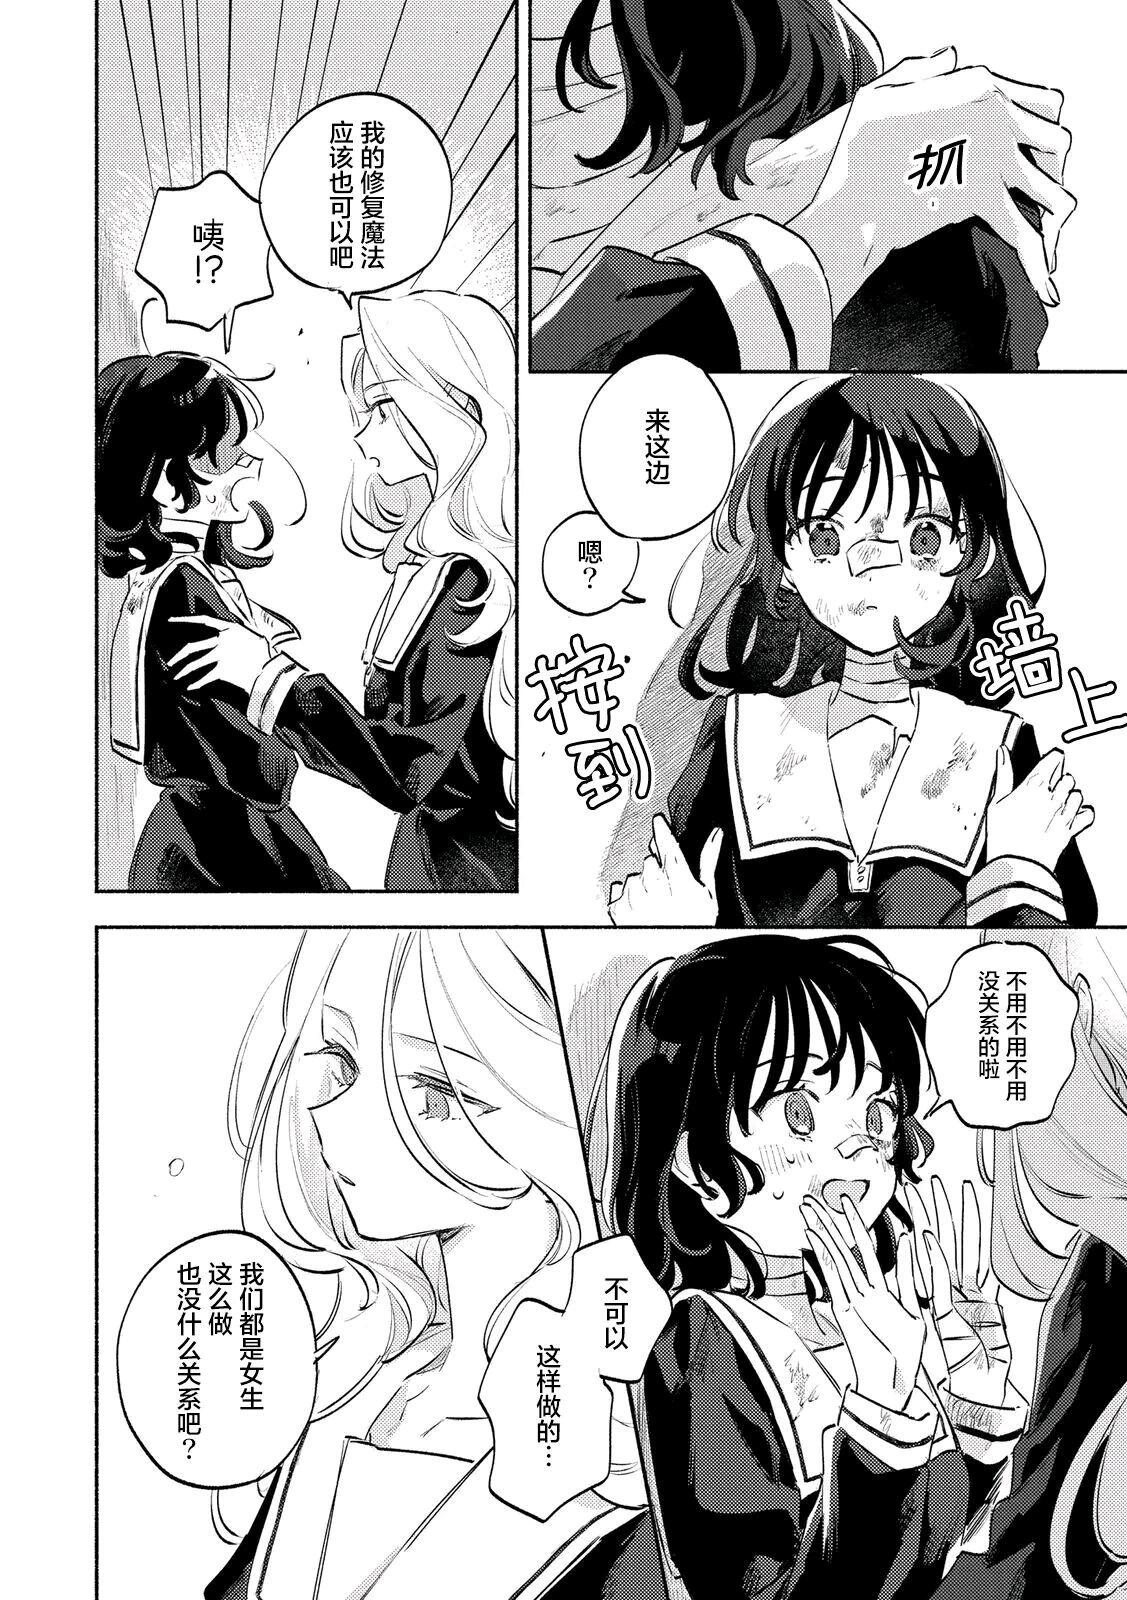 抓
来这边
嗯？
按到
墙上
我的修复魔法
应该也可以吧
咦!?
不用不用不用
没关系的啦
不可以
这样做的…
我们都是女生
这么做
也没什么关系吧？